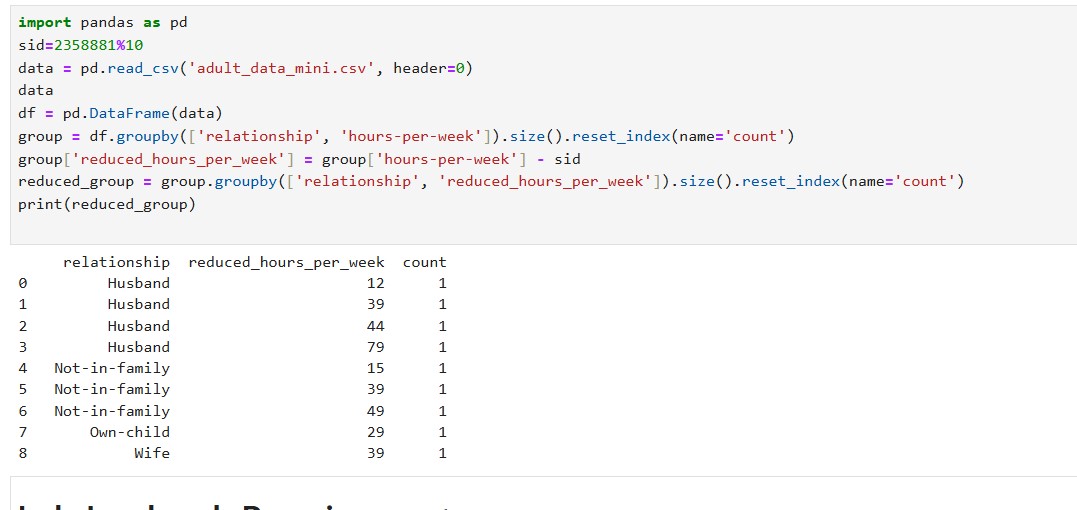 import pandas as pd
sid=2358881%10
data = pd.read_csv('adult_data_mini.csv', header=0)
data
df = pd.DataFrame(data)
group = df.groupby(['relationship', 'hours-per-week']).size().reset_index(name='count')
group['reduced_hours_per_week'] = group['hours-per-week'] - sid
reduced_group = group.groupby(['relationship', 'reduced_hours_per_week']).size().reset_index(name='count')
print(reduced_group)
relationship reduced_hours_per_week count
0 Husband 12 1
1 Husband 39 1
2 Husband 44 1
3 Husband 79 1
4 Not-in-family 15 1
5 Not-in-family 39 1
6 Not-in-family 49 1
7 Own-child 29 1
8 Wife 39 1